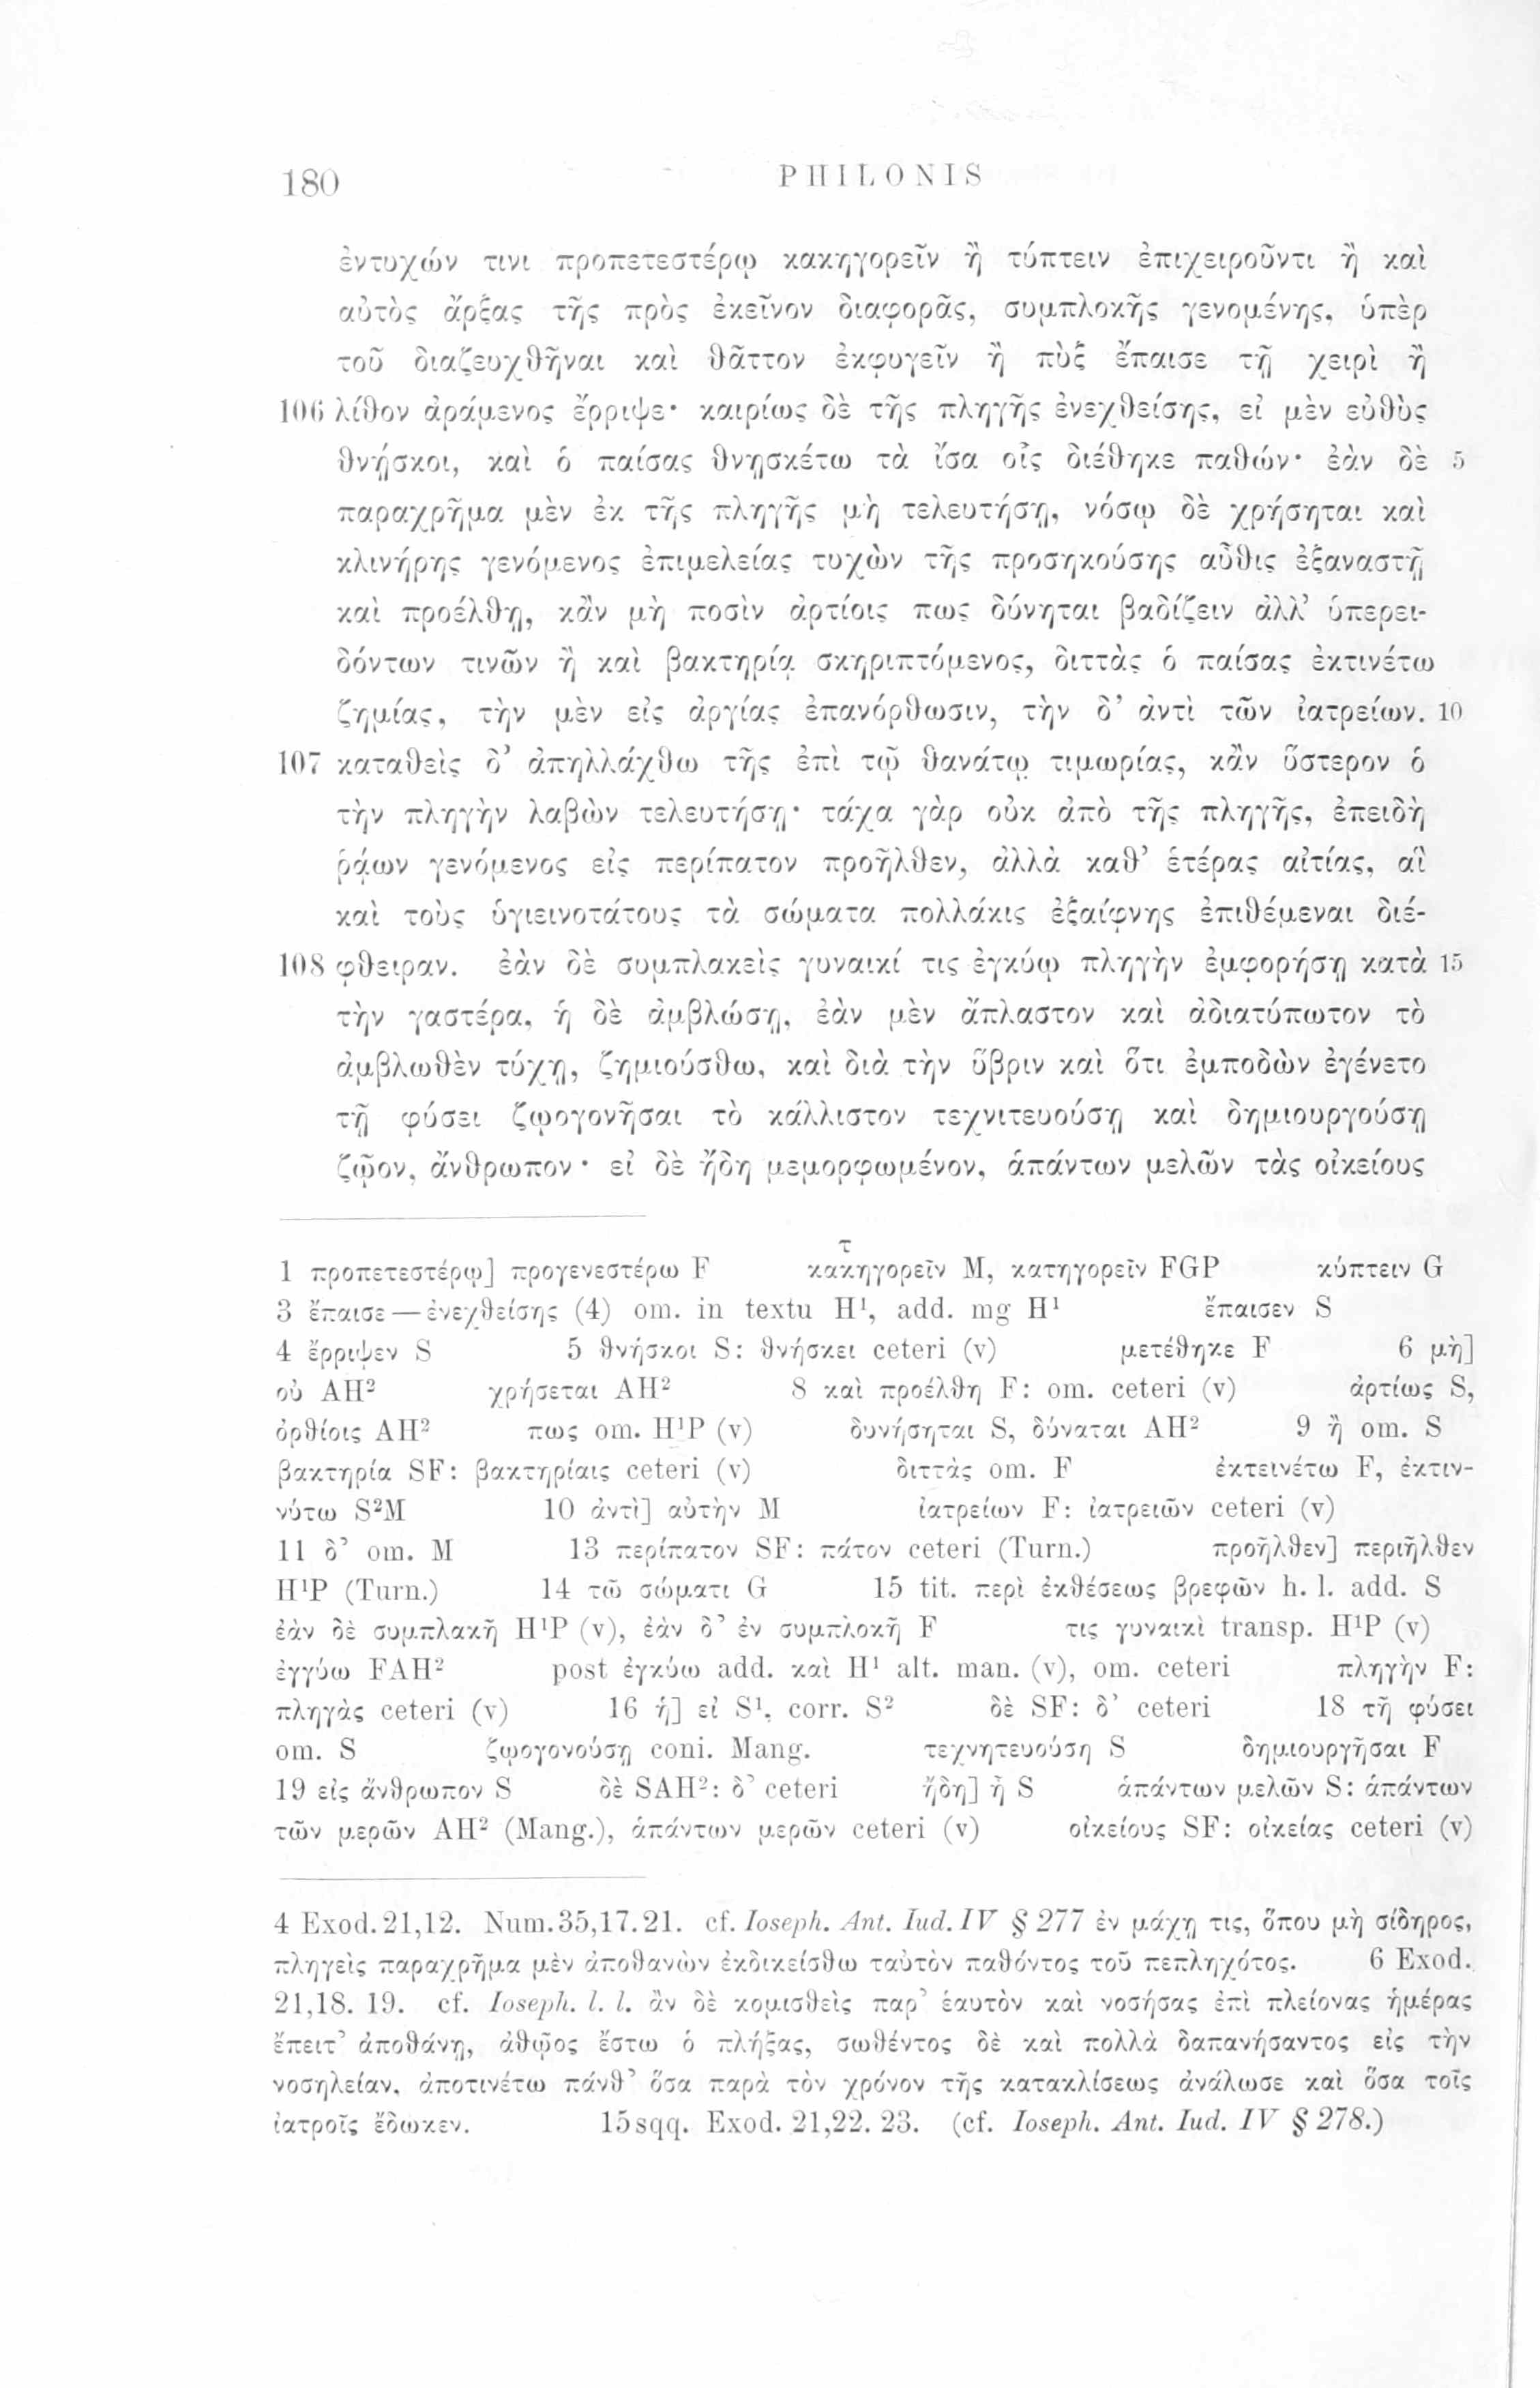 180 PHILONIS
ἐντυχών τινι προπετεστέρῳ κακηγορεῖν ἢ τύπτειν ἐπιχειροῦντι ἢ καὶ
αὐτὸς ἄρξας τῆς πρὸς ἐκεῖνον διαφορᾶς, συμπλοκῆς γενομένης, ὑπὲρ
τοῦ διαζευχθῆναι καὶ θᾶττον ἐκφυγεῖν ἢ πὺξ ἔπαισε τῇ χειρὶ ἢ
106 λίθον ἀράμενος ἔρριψε· καιρίως δὲ τῆς πληγῆς ἐνεχθείσης, εἰ μὲν εὐθὺς
θνῄσκοι, καὶ ὁ παίσας θνῃσκέτω τὰ ἴσα οἷς διέθηκε παθών· ἐὰν δὲ 5
παραχρῆμα μὲν ἐκ τῆς πληγῆς μὴ τελευτήσῃ, νόσῳ δὲ χρήσηται καὶ
κλινήρης γενόμενος ἐπιμελείας τυχὼν τῆς προσηκούσης αὖθις ἐξαναστῇ
καὶ προέλθῃ, κἂν μὴ ποσὶν ἀρτίοις πως δύνηται βαδίζειν ἀλλ’ ὑπερει-
δόντων τινῶν ἢ καὶ βακτηρίᾳ σκηριπτόμενος, διττὰς ὁ παίσας ἐκτινέτω
ζημίας, τὴν μὲν εἰς ἀργίας ἐπανόρθωσιν, τὴν δ’ ἀντὶ τῶν ἰατρείων. 10
107 καταθεὶς δ’ ἀπηλλάχθω τῆς ἐπὶ τῷ θανάτῳ τιμωρίας, κἂν ὕστερον ὁ
τὴν πληγὴν λαβὼν τελευτήσῃ· τάχα γὰρ οὐκ ἀπὸ τῆς πληγῆς, ἐπειδὴ
ῥᾴων γενόμενος εἰς περίπατον προῆλθεν, ἀλλὰ καθ’ ἑτέρας αἰτίας, αἳ
καὶ τοὺς ὑγιεινοτάτους τὰ σώματα πολλάκις ἐξαίφνης ἐπιθέμεναι διέ-
108 φθειραν. ἐὰν δὲ συμπλακεὶς γυναικί τις ἐγκύῳ πληγὴν ἐμφορήσῃ κατὰ 15
τὴν γαστέρα, ἡ δὲ ἀμβλώσῃ, ἐὰν μὲν ἄπλαστον καὶ ἀδιατύπωτον τὸ
ἀμβλωθὲν τύχῃ, ζημιούσθω, καὶ διὰ τὴν ὕβριν καὶ ὅτι ἐμποδὼν ἐγένετο
τῇ φύσει ζῳογονῆσαι τὸ κάλλιστον τεχνιτευούσῃ καὶ δημιουργούσῃ
ζῷον, ἄνθρωπον· εἰ δὲ ἤδη μεμορφωμένον, ἁπάντων μελῶν τὰς οἰκείους
τ
1 προπετεστέρῳ] προγενεστέρω F κακηγορεῖν M, κατηγορεῖν FGP κύπτειν G
3 ἔπαισε—ἐνεχθείσης (4) om. in textu H¹, add. mg H¹ ἔπαισεν S
4 ἔρριψεν S 5 θνήσκοι S: θνήσκει ceteri (v) μετέθηκε F 6 μὴ]
οὐ AH² χρήσεται AH² 8 καὶ προέλθη F: om. ceteri (v) ἀρτίως S,
ὀρθίοις AH² πως om. H¹P (v) δυνήσηται S, δύναται AH² 9 ἢ om. S
βακτηρία SF: βακτηρίαις ceteri (v) διττὰς om. F ἐκτεινέτω F, ἐκτιν-
νύτω S²M 10 ἀντὶ] αὐτὴν M ἰατρείων F: ἰατρειῶν ceteri (v)
11 δ’ om. M 13 περίπατον SF: πάτον ceteri (Turn.) προῆλθεν] περιῆλθεν
H¹P (Turn.) 14 τῶ σώματι G 15 tit. περὶ ἐκθέσεως βρεφῶν h. l. add. S
ἐὰν δὲ συμπλακῆ H¹P (v), ἐὰν δ’ ἐν συμπλοκῆ F τις γυναικὶ transp. H¹P (v)
ἐγγύω FAH² post ἐγκύω add. καὶ H¹ alt. man. (v), om. ceteri πληγὴν F:
πληγὰς ceteri (v) 16 ἡ] εἰ S¹, corr. S² δὲ SF: δ’ ceteri 18 τῆ φύσει
om. S ζῳογονούσῃ coni. Mang. τεχνητευούση S δημιουργῆσαι F
19 εἰς ἄνθρωπον S δὲ SAH²: δ’ ceteri ἤδη] ἦ S ἁπάντων μελῶν S: ἁπάντων
τῶν μερῶν AH² (Mang.), ἁπάντων μερῶν ceteri (v) οἰκείους SF: οἰκείας ceteri (v)
4 Exod. 21,12. Num. 35,17. 21. cf. Ioseph. Ant. Iud. IV § 277 ἐν μάχῃ τις, ὅπου μὴ σίδηρος,
πληγεὶς παραχρῆμα μὲν ἀποθανὼν ἐκδικείσθω ταὐτὸν παθόντος τοῦ πεπληχότος. 6 Exod.
21,18. 19. cf. Ioseph. l. l. ἂν δὲ κομισθεὶς παρ’ ἑαυτὸν καὶ νοσήσας ἐπὶ πλείονας ἡμέρας
ἔπειτ’ ἀποθάνῃ, ἀθῷος ἔστω ὁ πλήξας, σωθέντος δὲ καὶ πολλὰ δαπανήσαντος εἰς τὴν
νοσηλείαν, ἀποτινέτω πάνθ’ ὅσα παρὰ τὸν χρόνον τῆς κατακλίσεως ἀνάλωσε καὶ ὅσα τοῖς
ἰατροῖς ἔδωκεν. 15 sqq. Exod. 21,22. 23. (cf. Ioseph. Ant. Iud. IV § 278.)